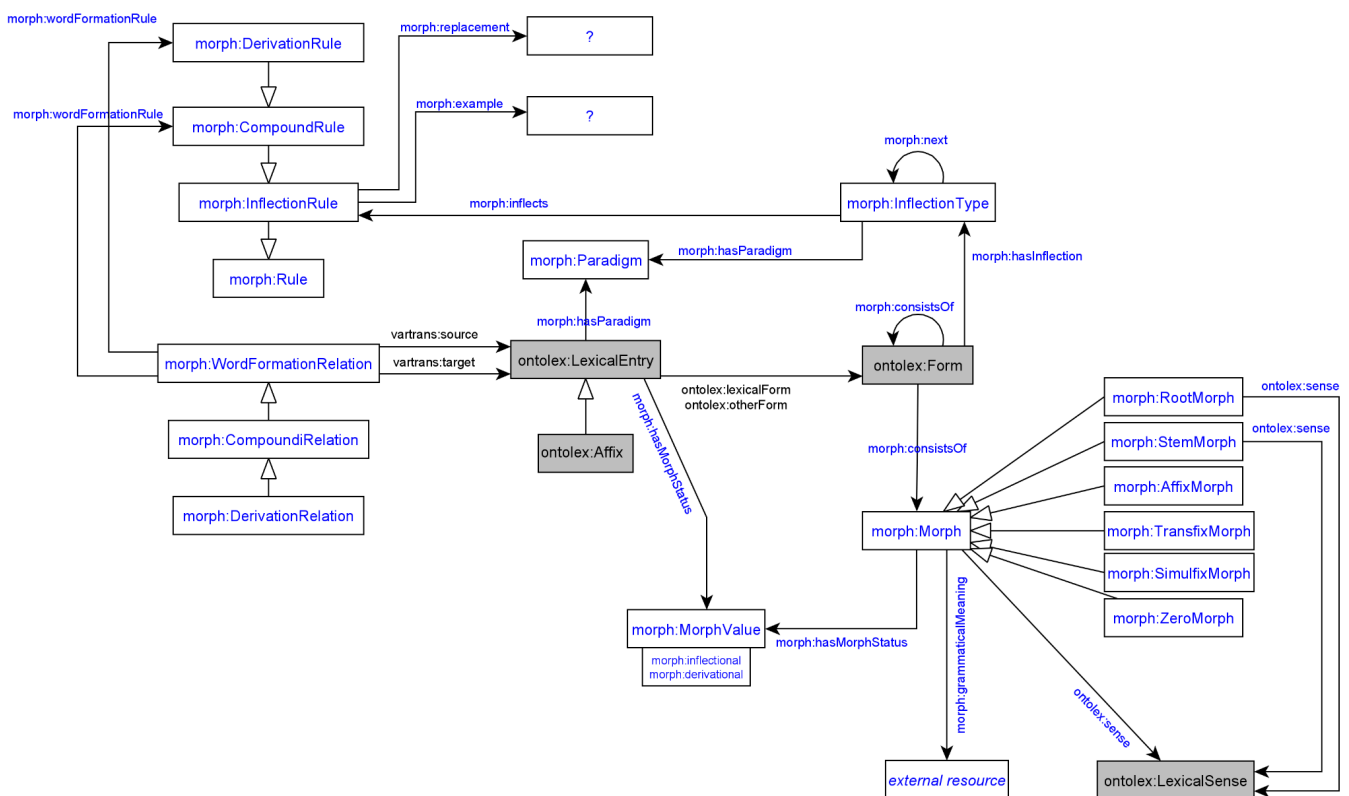 morph:wordFormationRule
morph:DerivationRule
morph:replacement
?
morph:wordFormationRule
morph:CompoundRule
morph:example
?
morph:next
morph:InflectionRule
morph:inflects
morph:InflectionType
morph:Paradigm
morph:hasParadigm
morph:hasInflection
morph:Rule
morph:consistsOf
morph:hasParadigm
vartrans:source
morph:WordFormationRelation
vartrans:target
ontolex:LexicalEntry
ontolex:Form
ontolex:lexicalForm
ontolex:otherForm
morph:RootMorph
ontolex:sense
morph:CompoundiRelation
ontolex:Affix
morph:hasMorphStatus
morph:consistsOf
morph:StemMorph
ontolex:sense
morph:AffixMorph
morph:DerivationRelation
morph:Morph
morph:TransfixMorph
morph:SimulfixMorph
morph:ZeroMorph
morph:MorphValue
morph:hasMorphStatus
morph:inflectional
morph:derivational
morph:grammaticalMeaning
ontolex:sense
external resource
ontolex:LexicalSense